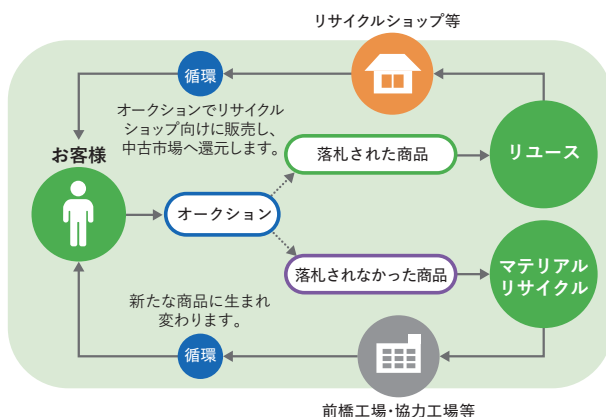 リサイクルショップ等
循環
オークションでリサイクル
ショップ向けに販売し、
中古市場へ還元します。
お客様
落札された商品
リユース
オークション
落札されなかった商品
マテリアル
リサイクル
新たな商品に生まれ
変わります。
循環
前橋工場・協力工場等